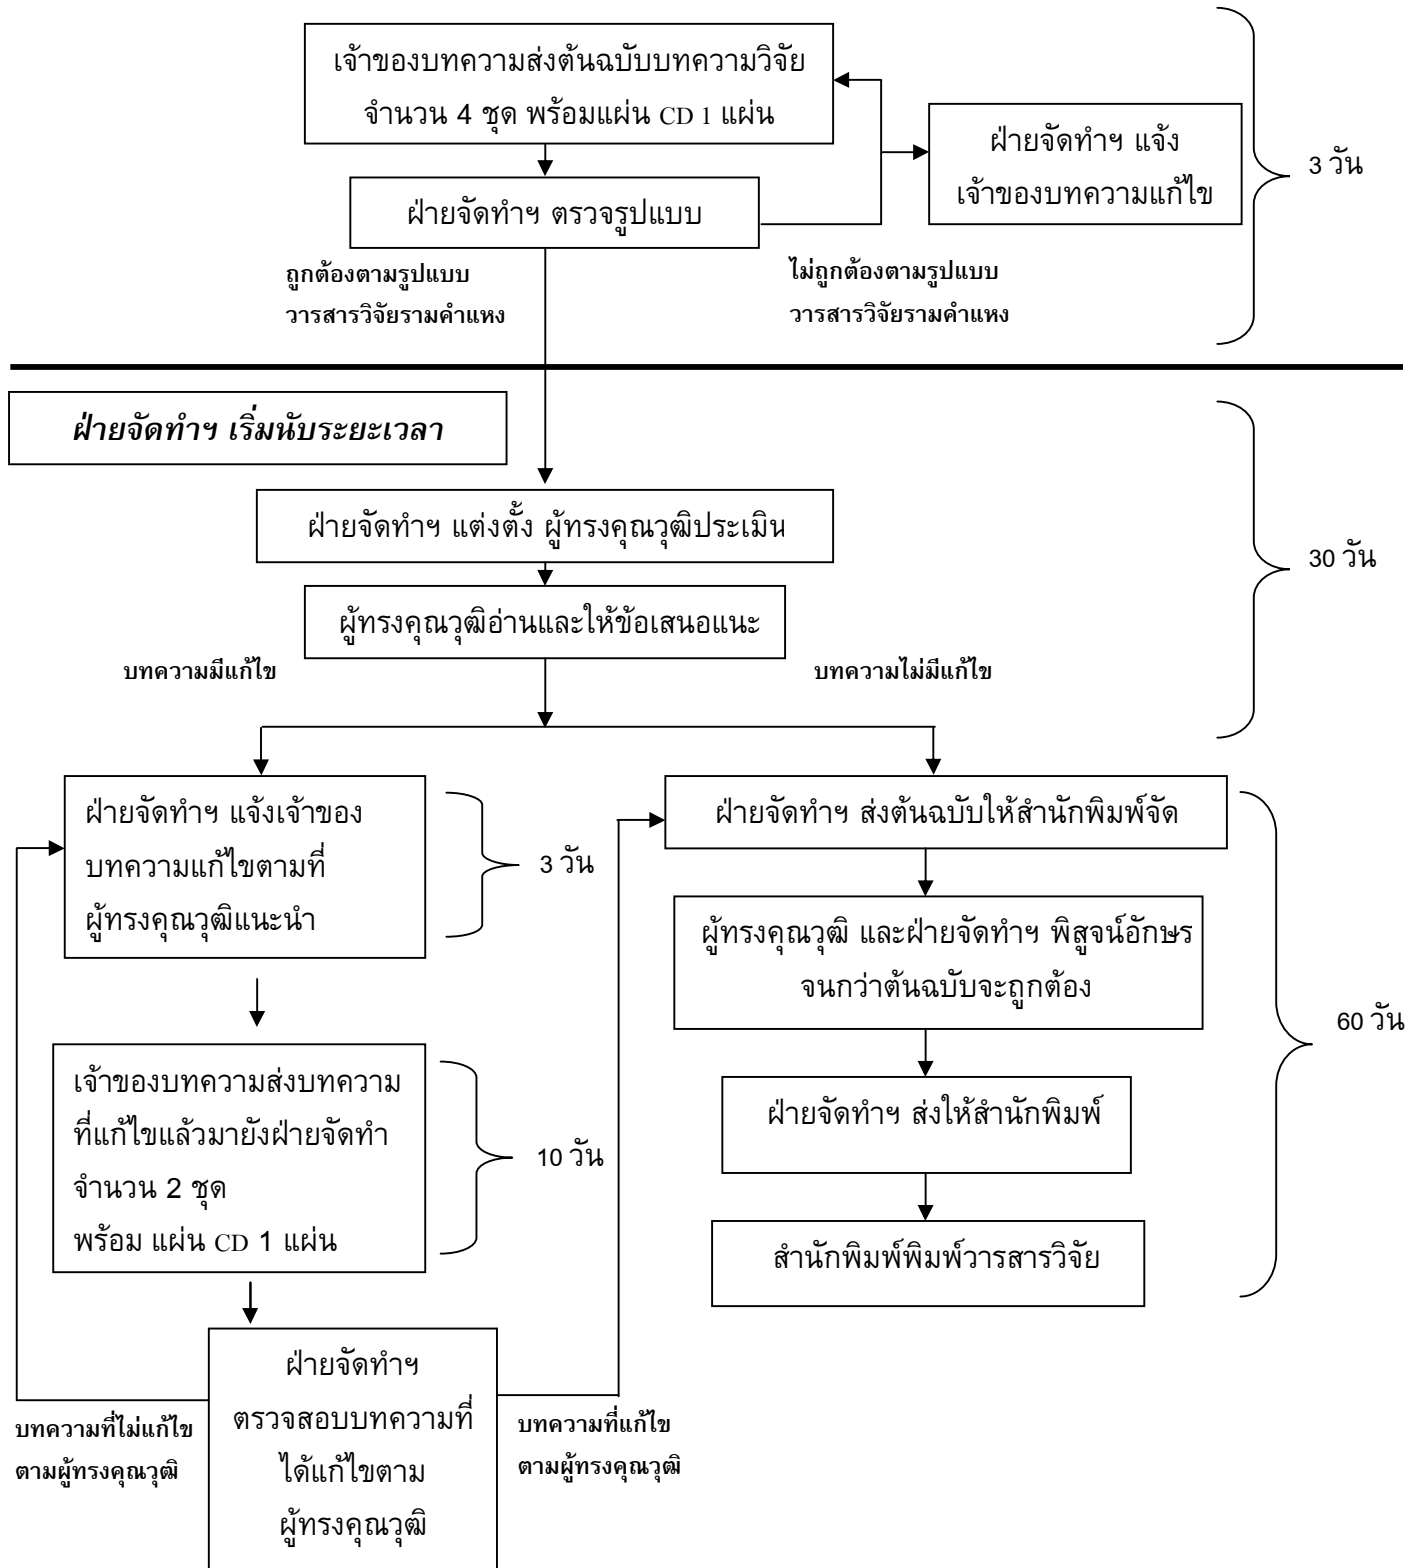 เจ้าของบทความส่งต้นฉบับบทความวิจัย
จำนวน 4 ชุด พร้อมแผ่น CD 1 แผ่น
ฝ่ายจัดทำฯ แจ้ง
เจ้าของบทความแก้ไข
3 วัน
ฝ่ายจัดทำฯ ตรวจรูปแบบ
ถูกต้องตามรูปแบบ
วารสารวิจัยรามคำแหง
ไม่ถูกต้องตามรูปแบบ
วารสารวิจัยรามคำแหง
ฝ่ายจัดทำฯ เริ่มนับระยะเวลา
ฝ่ายจัดทำฯ แต่งตั้ง ผู้ทรงคุณวุฒิประเมิน
30 วัน
ผู้ทรงคุณวุฒิอ่านและให้ข้อเสนอแนะ
บทความมีแก้ไข
บทความไม่มีแก้ไข
ฝ่ายจัดทำฯ แจ้งเจ้าของ
บทความแก้ไขตามที่
ผู้ทรงคุณวุฒิแนะนำ
3 วัน
เจ้าของบทความส่งบทความ
ที่แก้ไขแล้วมายังฝ่ายจัดทำ
จำนวน 2 ชุด
พร้อม แผ่น CD 1 แผ่น
10 วัน
ฝ่ายจัดทำฯ
ตรวจสอบบทความที่
ได้แก้ไขตาม
ผู้ทรงคุณวุฒิ
บทความที่ไม่แก้ไข
ตามผู้ทรงคุณวุฒิ
บทความที่แก้ไข
ตามผู้ทรงคุณวุฒิ
ฝ่ายจัดทำฯ ส่งต้นฉบับให้สำนักพิมพ์จัด
ผู้ทรงคุณวุฒิ และฝ่ายจัดทำฯ พิสูจน์อักษร
จนกว่าต้นฉบับจะถูกต้อง
ฝ่ายจัดทำฯ ส่งให้สำนักพิมพ์
สำนักพิมพ์พิมพ์วารสารวิจัย
60 วัน